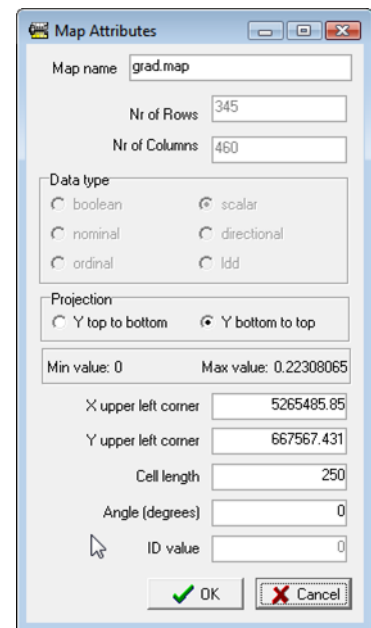 Map Attributes
Map name grad.map
Nr of Rows 345
Nr of Columns 460
Data type
boolean scalar
nominal directional
ordinal ldd
Projection
Y top to bottom Y bottom to top
Min value: 0 Max value: 0.22308065
X upper left corner 5265485.85
Y upper left corner 667567.431
Cell length 250
Angle (degrees) 0
ID value 0
OK Cancel